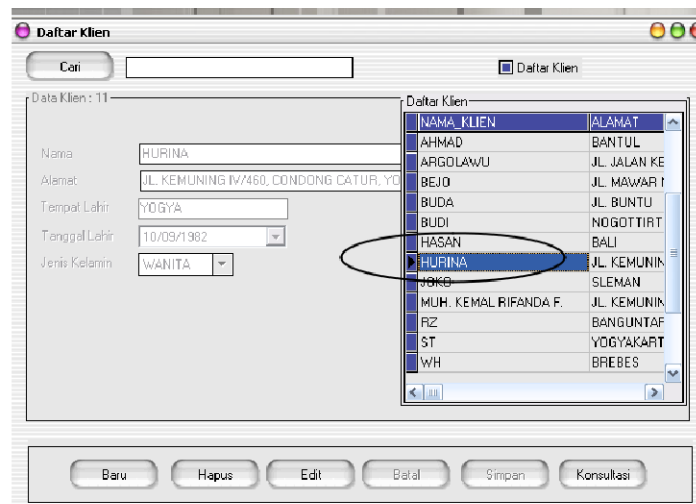 Daftar Klien
Cari
Daftar Klien
Data Klien : 11
Nama HURINA
Alamat JL. KEMUNING IV/460, CONDONG CATUR, YO
Tempat Lahir YOGYA
Tanggal Lahir 10/09/1982
Jenis Kelamin WANITA
Daftar Klien
NAMA_KLIEN ALAMAT
AHMAD BANTUL
ARGOLAWU JL. JALAN KE
BEJO JL. MAWAR
BUDA JL. BUNTU
BUDI NOGOTTIRT
HASAN BALI
HURINA JL. KEMUNIN
JOKO SLEMAN
MUH. KEMAL RIFANDA F. JL. KEMUNIN
RZ BANGUNTAP
ST YOGYAKART
WH BREBES
Baru Hapus Edit Batal Simpan Konsultasi